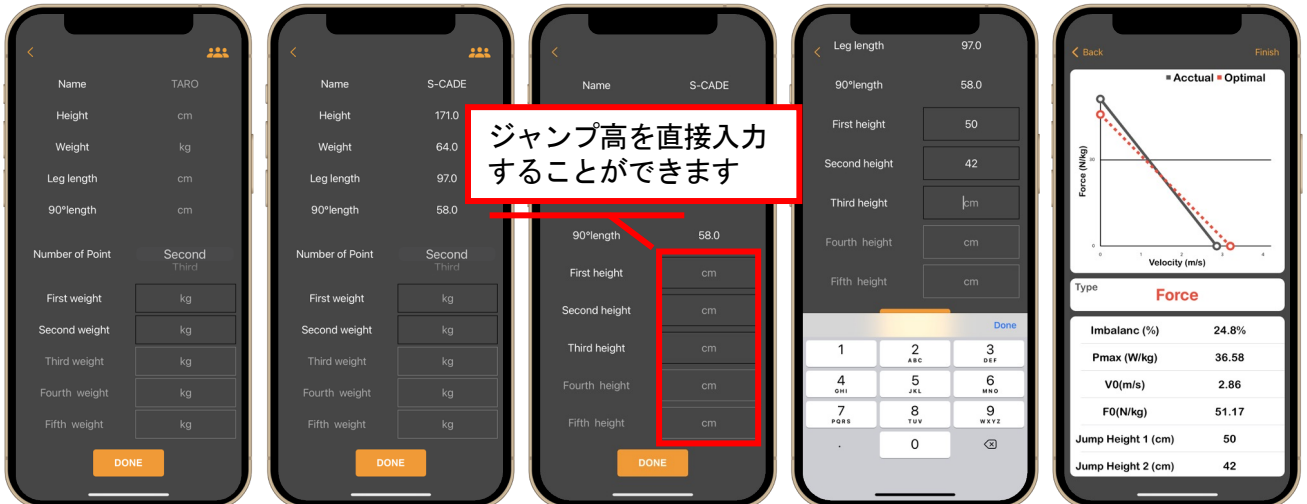 Name TARO
Height cm
Weight kg
Leg length cm
90°length cm
Number of Point Second
Third
First weight kg
Second weight kg
Third weight kg
Fourth weight kg
Fifth weight kg
DONE
Name S-CADE
Height 171.0
Weight 64.0
Leg length 97.0
90°length 58.0
Number of Point Second
Third
First weight kg
Second weight kg
Third weight kg
Fourth weight kg
Fifth weight kg
DONE
Name S-CADE
ジャンプ高を直接入力
することができます
90°length 58.0
First height cm
Second height cm
Third height cm
Fourth height cm
Fifth height cm
DONE
Leg length 97.0
90°length 58.0
First height 50
Second height 42
Third height cm
Fourth height cm
Fifth height cm
Done
1 2 3
ABC DEF
4 5 6
GHI JKL MNO
7 8 9
PQRS TUV WXYZ
. 0
Back Finish
Acctual Optimal
Force (N/kg)
0
0 1 2 3 4
Velocity (m/s)
Type
Force
Imbalanc (%) 24.8%
Pmax (W/kg) 36.58
V0(m/s) 2.86
F0(N/kg) 51.17
Jump Height 1 (cm) 50
Jump Height 2 (cm) 42